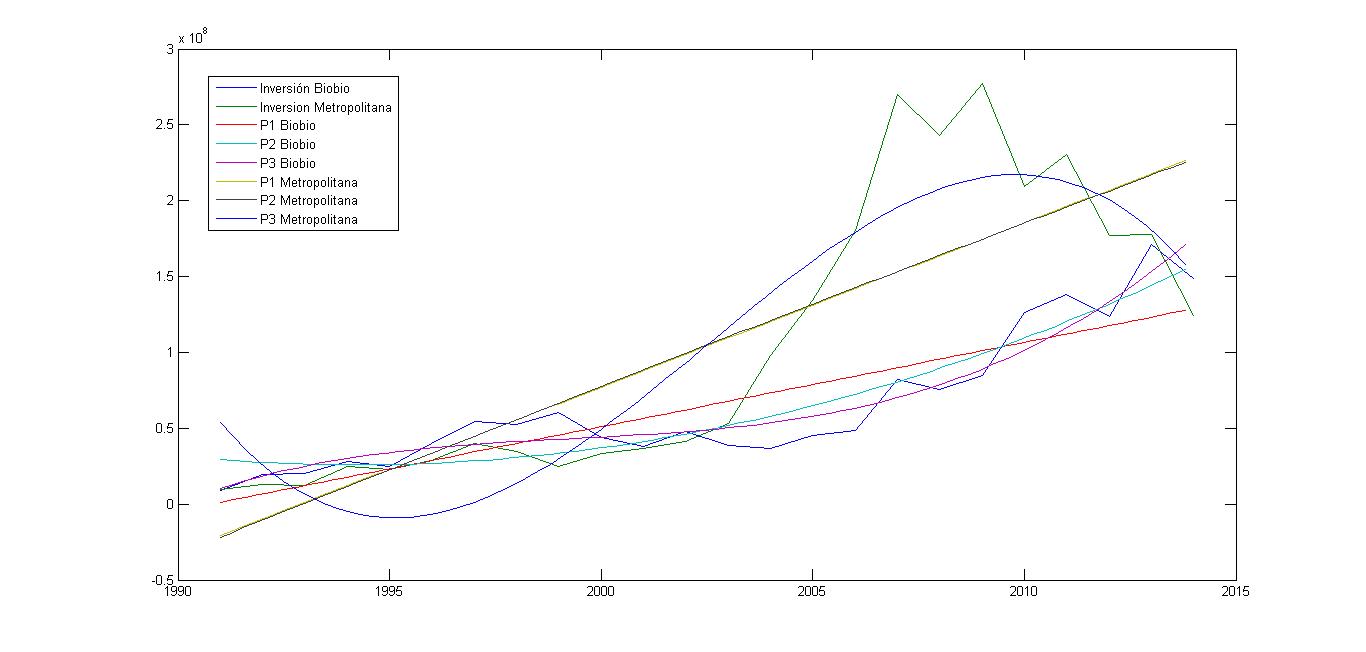 x 10^8
3
2.5
2
1.5
1
0.5
0
-0.5
Inversión Biobio
Inversion Metropolitana
P1 Biobio
P2 Biobio
P3 Biobio
P1 Metropolitana
P2 Metropolitana
P3 Metropolitana
1990 1995 2000 2005 2010 2015